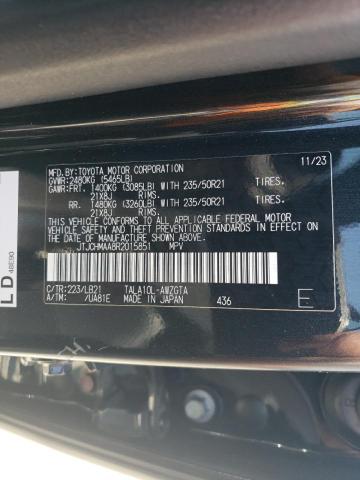 MFD.BY:TOYOTA MOTOR CORPORATION 11/23
GVWR:2480KG (5465LB)
GAWR:FRT. 1400KG (3085LB) WITH 235/50R21 TIRES.
21X8J RIMS.
RR. 1480KG (3260LB) WITH 235/50R21 TIRES.
21X8J RIMS.
THIS VEHICLE CONFORMS TO ALL APPLICABLE FEDERAL MOTOR
VEHICLE SAFETY AND THEFT PREVENTION STANDARDS IN EFFECT
ON THE DATE OF MANUFACTURE SHOWN ABOVE.
JTJCHMAA8R2015851 MPV
C/TR:223/LB21 TALA10L-AWZGTA
A/TM: /UA81E MADE IN JAPAN 436 E
LD
48E90